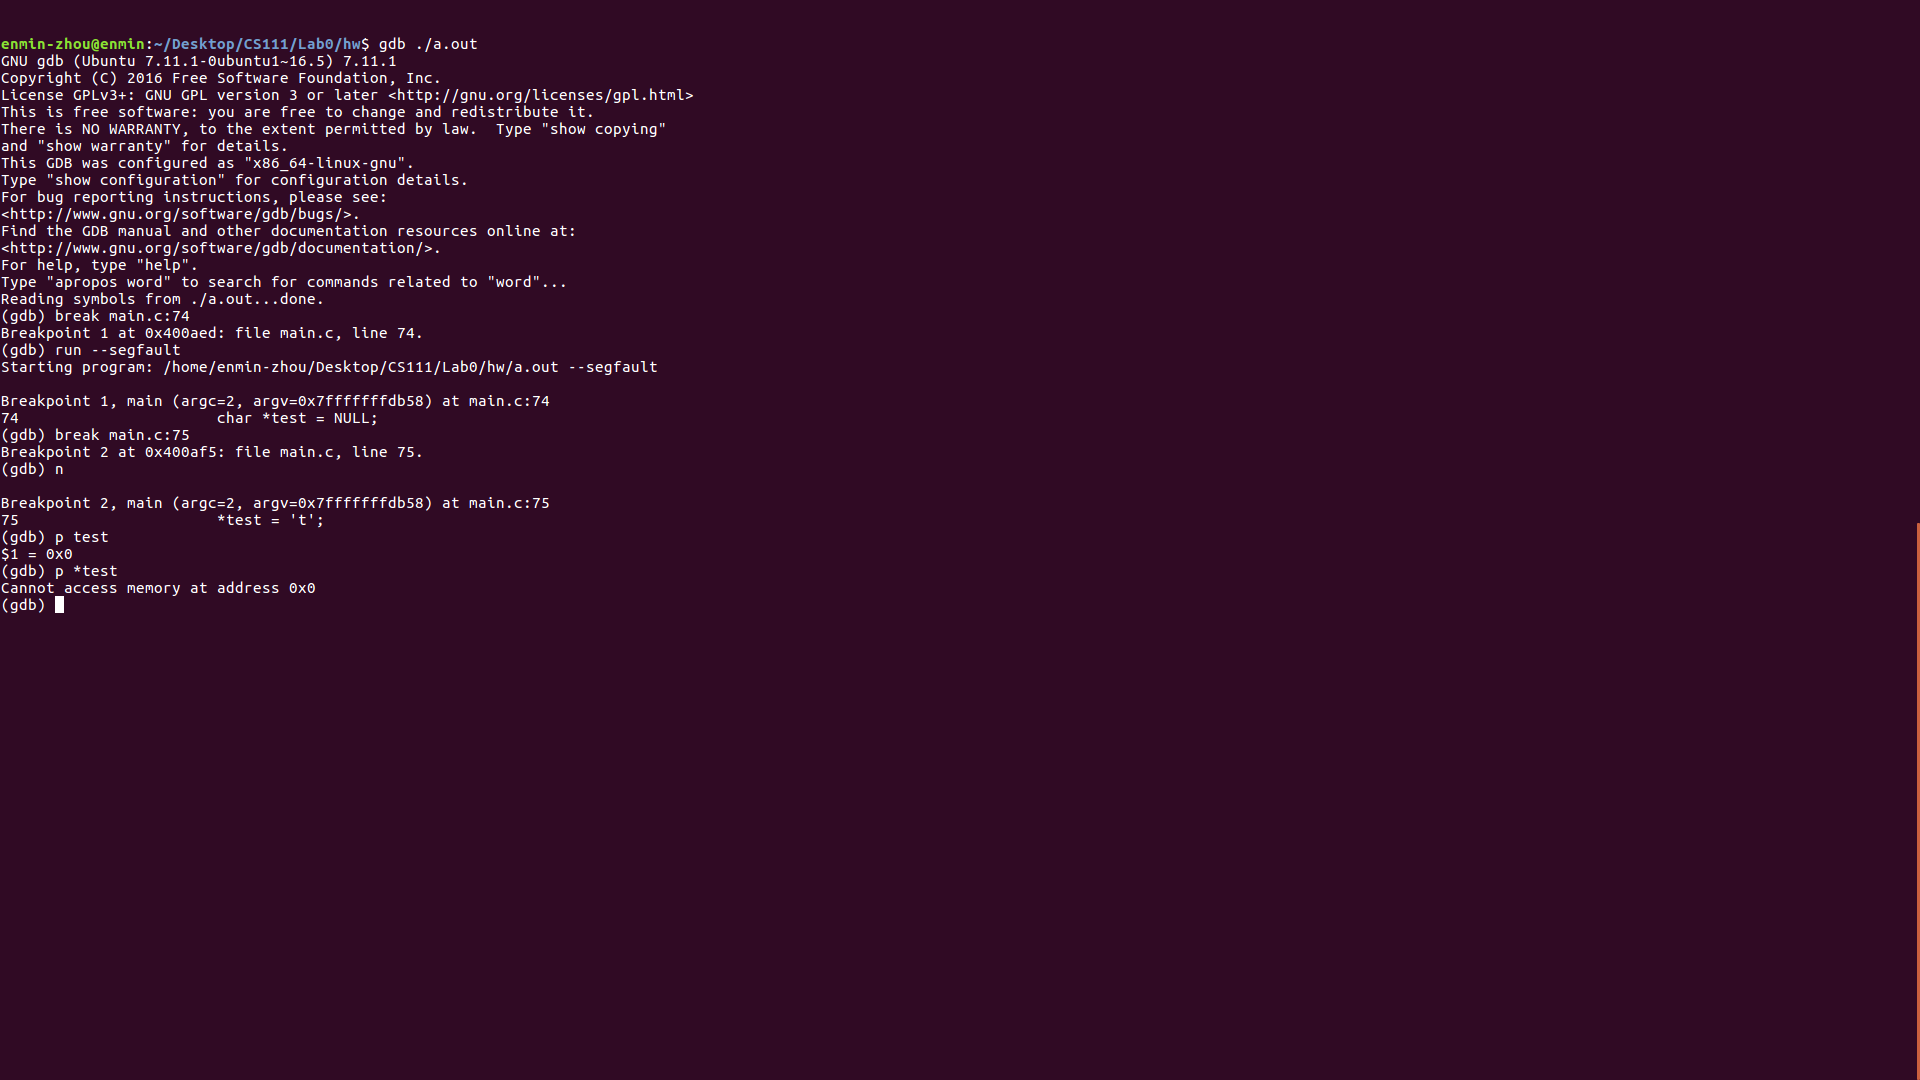 enmin-zhou@enmin:~/Desktop/CS111/Lab0/hw$ gdb ./a.out
GNU gdb (Ubuntu 7.11.1-0ubuntu1~16.5) 7.11.1
Copyright (C) 2016 Free Software Foundation, Inc.
License GPLv3+: GNU GPL version 3 or later <http://gnu.org/licenses/gpl.html>
This is free software: you are free to change and redistribute it.
There is NO WARRANTY, to the extent permitted by law.  Type "show copying"
and "show warranty" for details.
This GDB was configured as "x86_64-linux-gnu".
Type "show configuration" for configuration details.
For bug reporting instructions, please see:
<http://www.gnu.org/software/gdb/bugs/>.
Find the GDB manual and other documentation resources online at:
<http://www.gnu.org/software/gdb/documentation/>.
For help, type "help".
Type "apropos word" to search for commands related to "word"...
Reading symbols from ./a.out...done.
(gdb) break main.c:74
Breakpoint 1 at 0x400aed: file main.c, line 74.
(gdb) run --segfault
Starting program: /home/enmin-zhou/Desktop/CS111/Lab0/hw/a.out --segfault

Breakpoint 1, main (argc=2, argv=0x7fffffffdb58) at main.c:74
74                      char *test = NULL;
(gdb) break main.c:75
Breakpoint 2 at 0x400af5: file main.c, line 75.
(gdb) n

Breakpoint 2, main (argc=2, argv=0x7fffffffdb58) at main.c:75
75                      *test = 't';
(gdb) p test
$1 = 0x0
(gdb) p *test
Cannot access memory at address 0x0
(gdb)